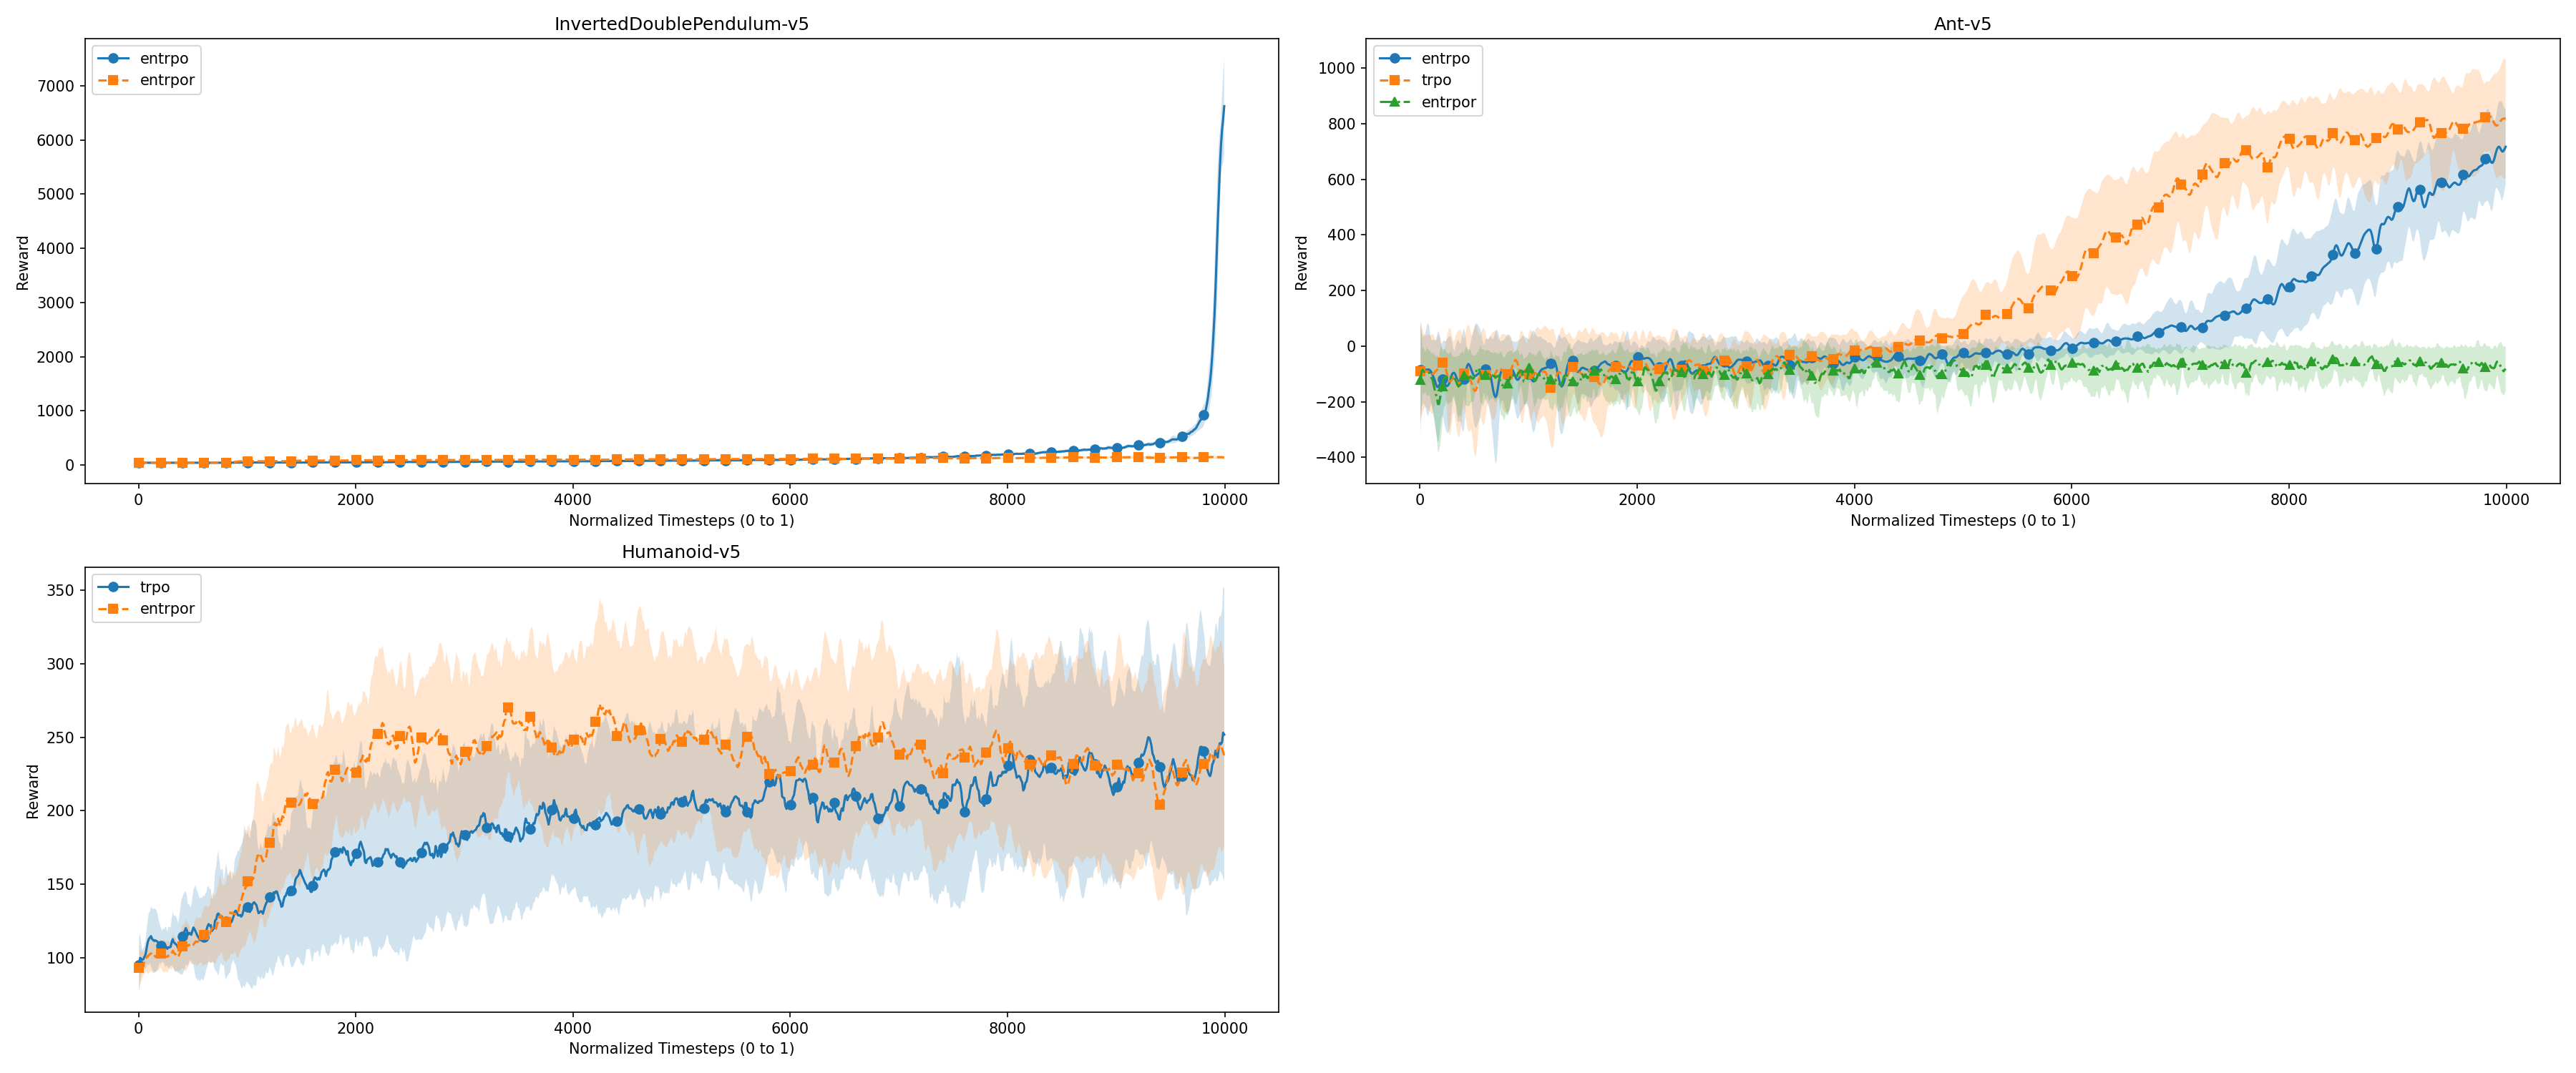 InvertedDoublePendulum-v5
entrpo
entrpor
7000
6000
5000
4000
3000
2000
1000
0
Reward
0 2000 4000 6000 8000 10000
Normalized Timesteps (0 to 1)
Ant-v5
entrpo
trpo
entrpor
1000
800
600
400
200
0
−200
−400
Reward
0 2000 4000 6000 8000 10000
Normalized Timesteps (0 to 1)
Humanoid-v5
trpo
entrpor
350
300
250
200
150
100
Reward
0 2000 4000 6000 8000 10000
Normalized Timesteps (0 to 1)